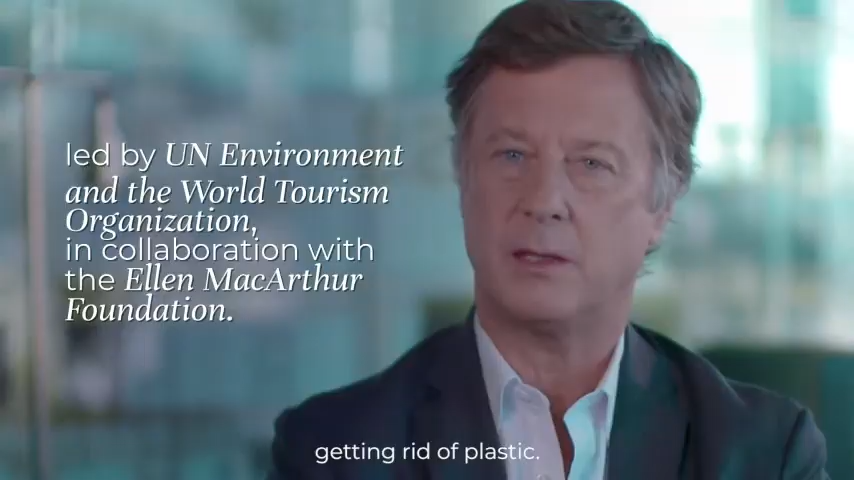 led by UN Environment
and the World Tourism
Organization,
in collaboration with
the Ellen MacArthur
Foundation.
getting rid of plastic.